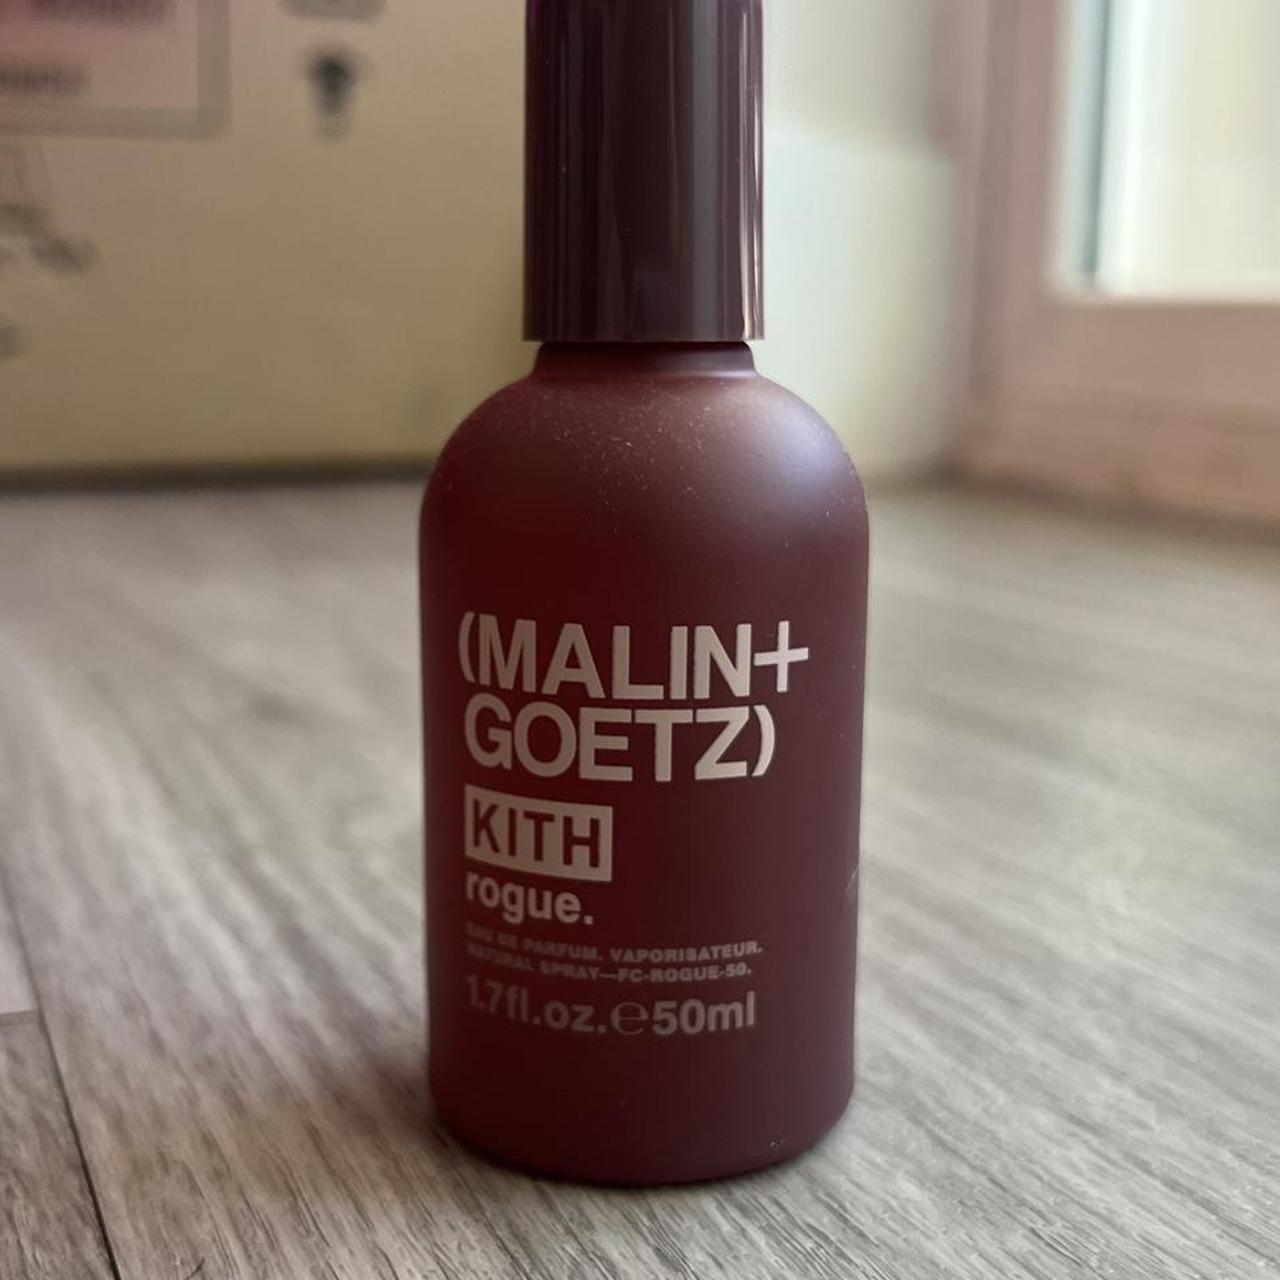 (MALIN+
GOETZ)
KITH
rogue.
EAU DE PARFUM. VAPORISATEUR.
NATURAL SPRAY—FC-ROGUE-50.
1.7fl.oz.℮50ml